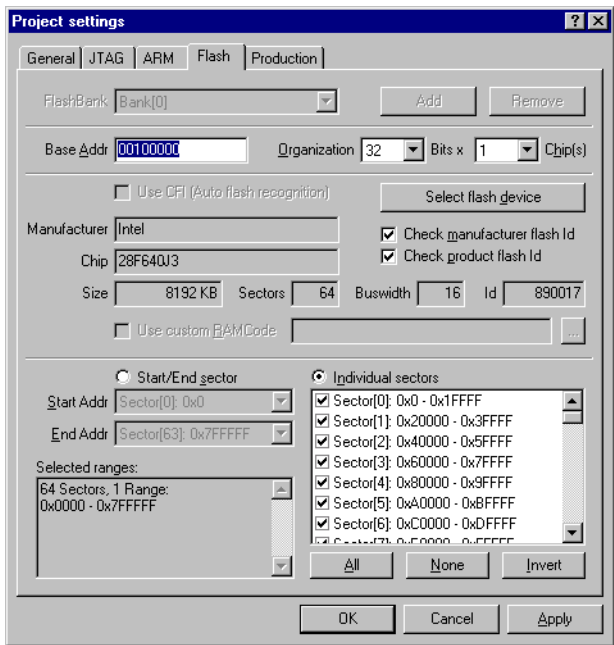 Project settings
General JTAG ARM Flash Production
FlashBank Bank[0] Add Remove
Base Addr 00100000 Organization 32 Bits x 1 Chip(s)
Use CFI (Auto flash recognition) Select flash device
Manufacturer Intel Check manufacturer flash Id
Chip 28F640J3 Check product flash Id
Size 8192 KB Sectors 64 Buswidth 16 Id 890017
Use custom RAMCode ...
Start/End sector
Start Addr Sector[0]: 0x0
End Addr Sector[63]: 0x7FFFFF
Selected ranges:
64 Sectors, 1 Range:
0x0000 - 0x7FFFFF
Individual sectors
Sector[0]: 0x0 - 0x1FFFF
Sector[1]: 0x20000 - 0x3FFFF
Sector[2]: 0x40000 - 0x5FFFF
Sector[3]: 0x60000 - 0x7FFFF
Sector[4]: 0x80000 - 0x9FFFF
Sector[5]: 0xA0000 - 0xBFFFF
Sector[6]: 0xC0000 - 0xDFFFF
All None Invert
OK Cancel Apply